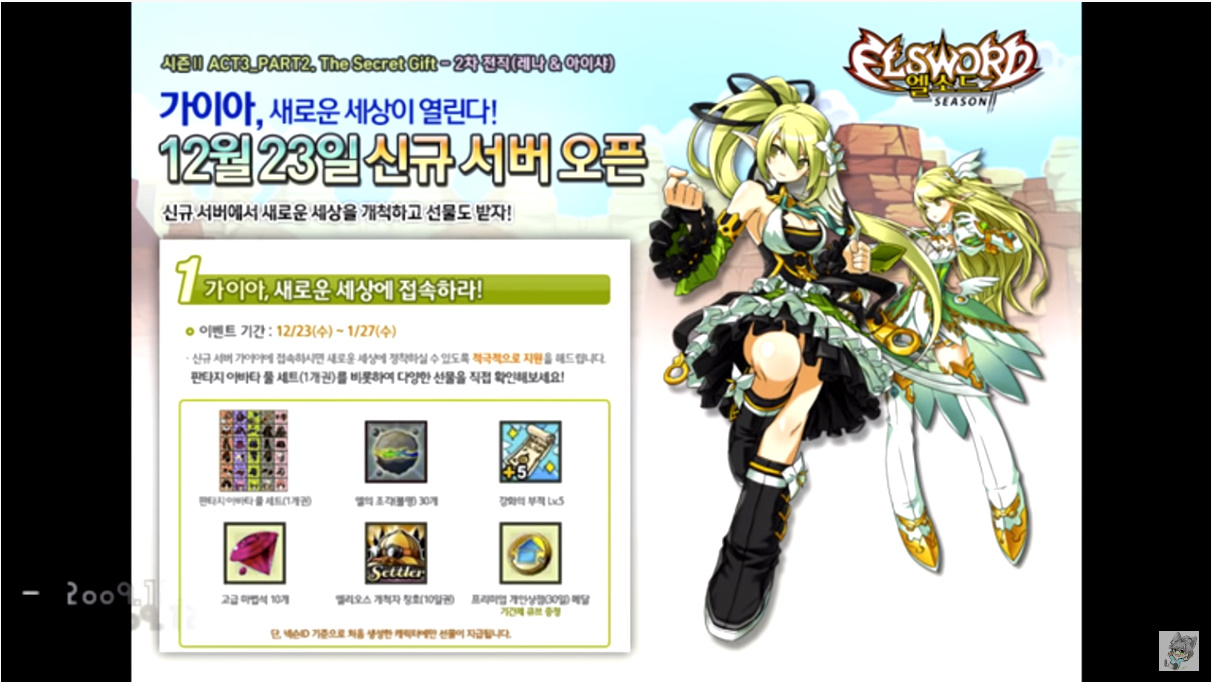 시즌II ACT3_PART2. The Secret Gift - 2차 전직(레나 & 아이샤)
ELSWORD
엘소드
SEASON II
가이아, 새로운 세상이 열린다!
12월 23일 신규 서버 오픈
신규 서버에서 새로운 세상을 개척하고 선물도 받자!
1 가이아, 새로운 세상에 접속하라!
이벤트 기간 : 12/23(수) ~ 1/27(수)
· 신규 서버 가이아에 접속하시면 새로운 세상에 정착하실 수 있도록 적극적으로 지원을 해드립니다.
판타지 아바타 풀 세트(1개권)를 비롯하여 다양한 선물을 직접 확인해보세요!
+5
판타지 아바타 풀 세트(1개권)
엘의 조각(불명) 30개
강화의 부적 Lv.5
Settler
고급 마법석 10개
엘리오스 개척자 칭호(10일권)
프리미엄 개인상점(30일) 메달
기간제 큐브 증정
단, 넥슨ID 기준으로 처음 생성한 캐릭터에만 선물이 지급됩니다.
- 2009.1